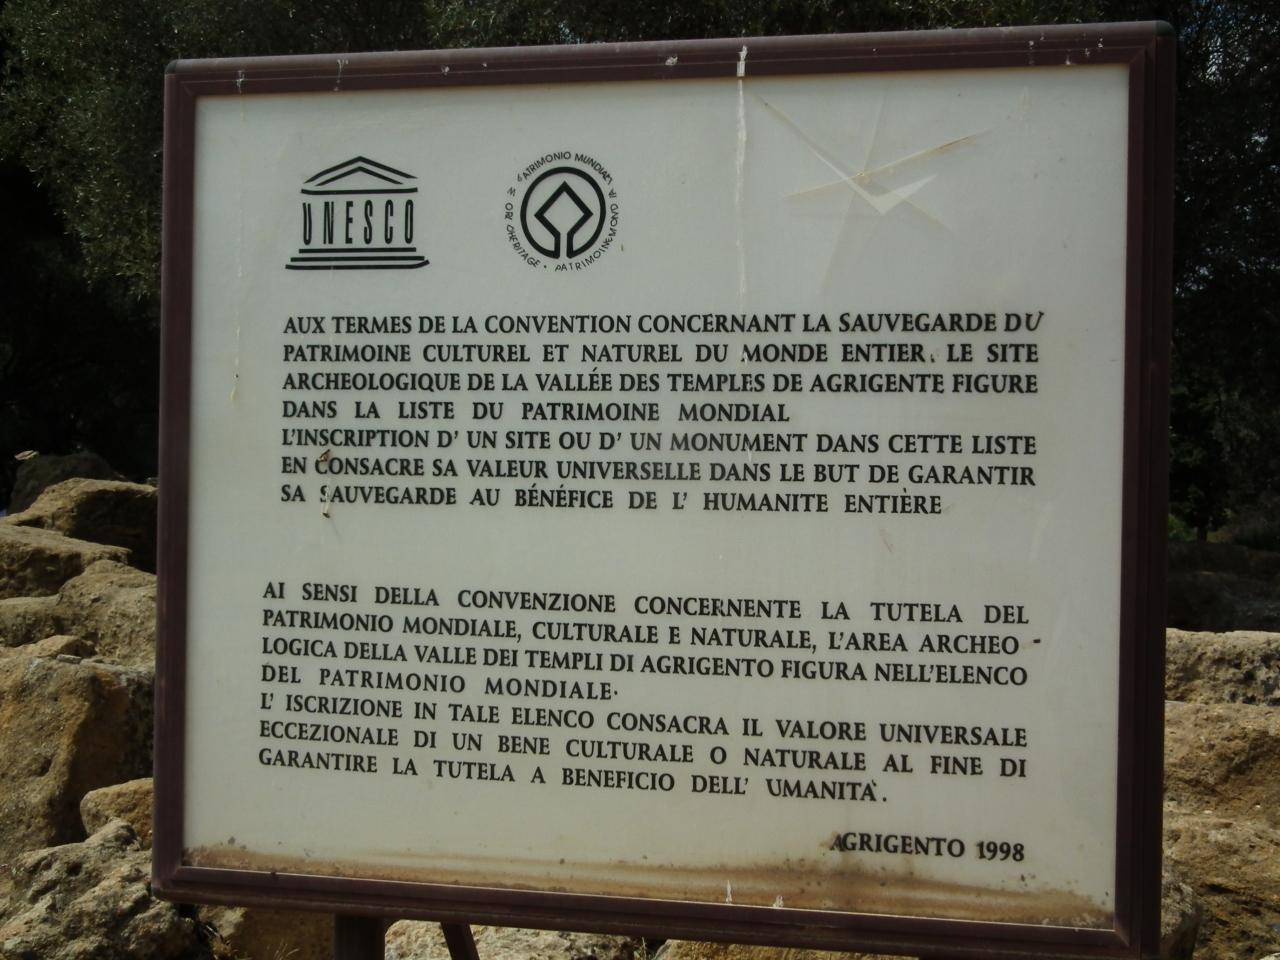 UNESCO
PATRIMONIO MUNDIAL
PATRIMOINE MONDIAL
AUX TERMES DE LA CONVENTION CONCERNANT LA SAUVEGARDE DU
PATRIMOINE CULTUREL ET NATUREL DU MONDE ENTIER, LE SITE
ARCHEOLOGIQUE DE LA VALLÉE DES TEMPLES DE AGRIGENTE FIGURE
DANS LA LISTE DU PATRIMOINE MONDIAL
L'INSCRIPTION D' UN SITE OU D' UN MONUMENT DANS CETTE LISTE
EN CONSACRE SA VALEUR UNIVERSELLE DANS LE BUT DE GARANTIR
SA SAUVEGARDE AU BÉNÉFICE DE L' HUMANITE ENTIÈRE
AI SENSI DELLA CONVENZIONE CONCERNENTE LA TUTELA DEL
PATRIMONIO MONDIALE, CULTURALE E NATURALE, L'AREA ARCHEO -
LOGICA DELLA VALLE DEI TEMPLI DI AGRIGENTO FIGURA NELL'ELENCO
DEL PATRIMONIO MONDIALE.
L' ISCRIZIONE IN TALE ELENCO CONSACRA IL VALORE UNIVERSALE
ECCEZIONALE DI UN BENE CULTURALE O NATURALE AL FINE DI
GARANTIRE LA TUTELA A BENEFICIO DELL' UMANITA'.
AGRIGENTO 1998